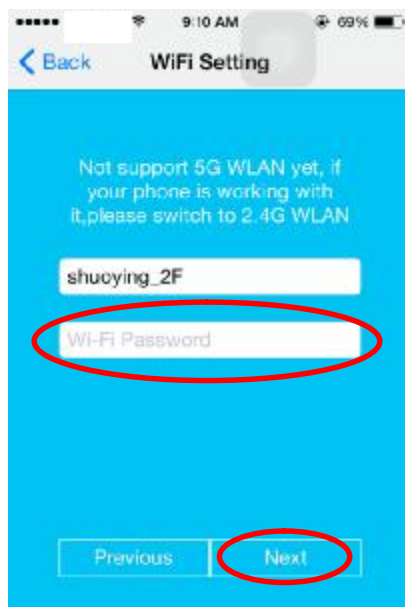 9:10 AM 69%
Back WiFi Setting
Not support 5G WLAN yet, if
your phone is working with
it,please switch to 2.4G WLAN
shuoying_2F
Wi-Fi Password
Previous Next